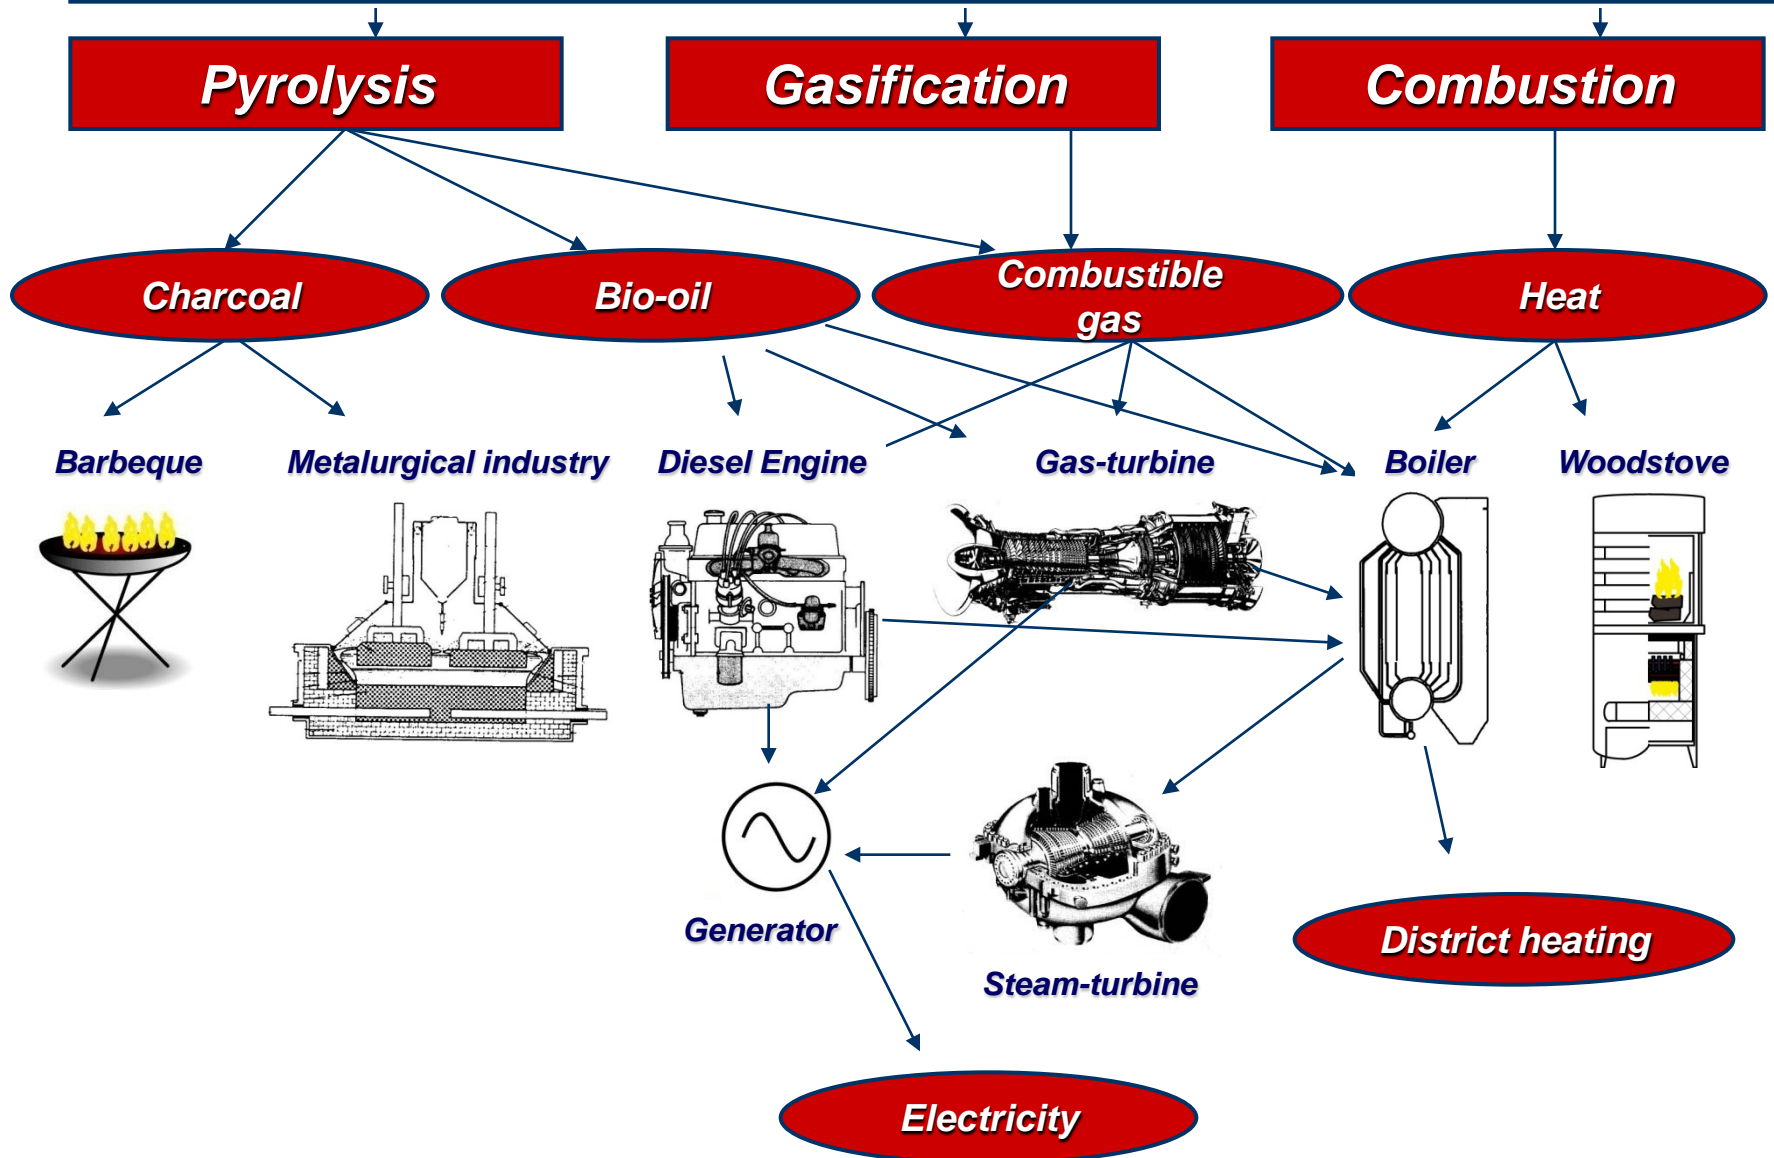 Pyrolysis
Gasification
Combustion
Charcoal
Bio-oil
Combustible
gas
Heat
Barbeque
Metalurgical industry
Diesel Engine
Gas-turbine
Boiler
Woodstove
Generator
Steam-turbine
District heating
Electricity